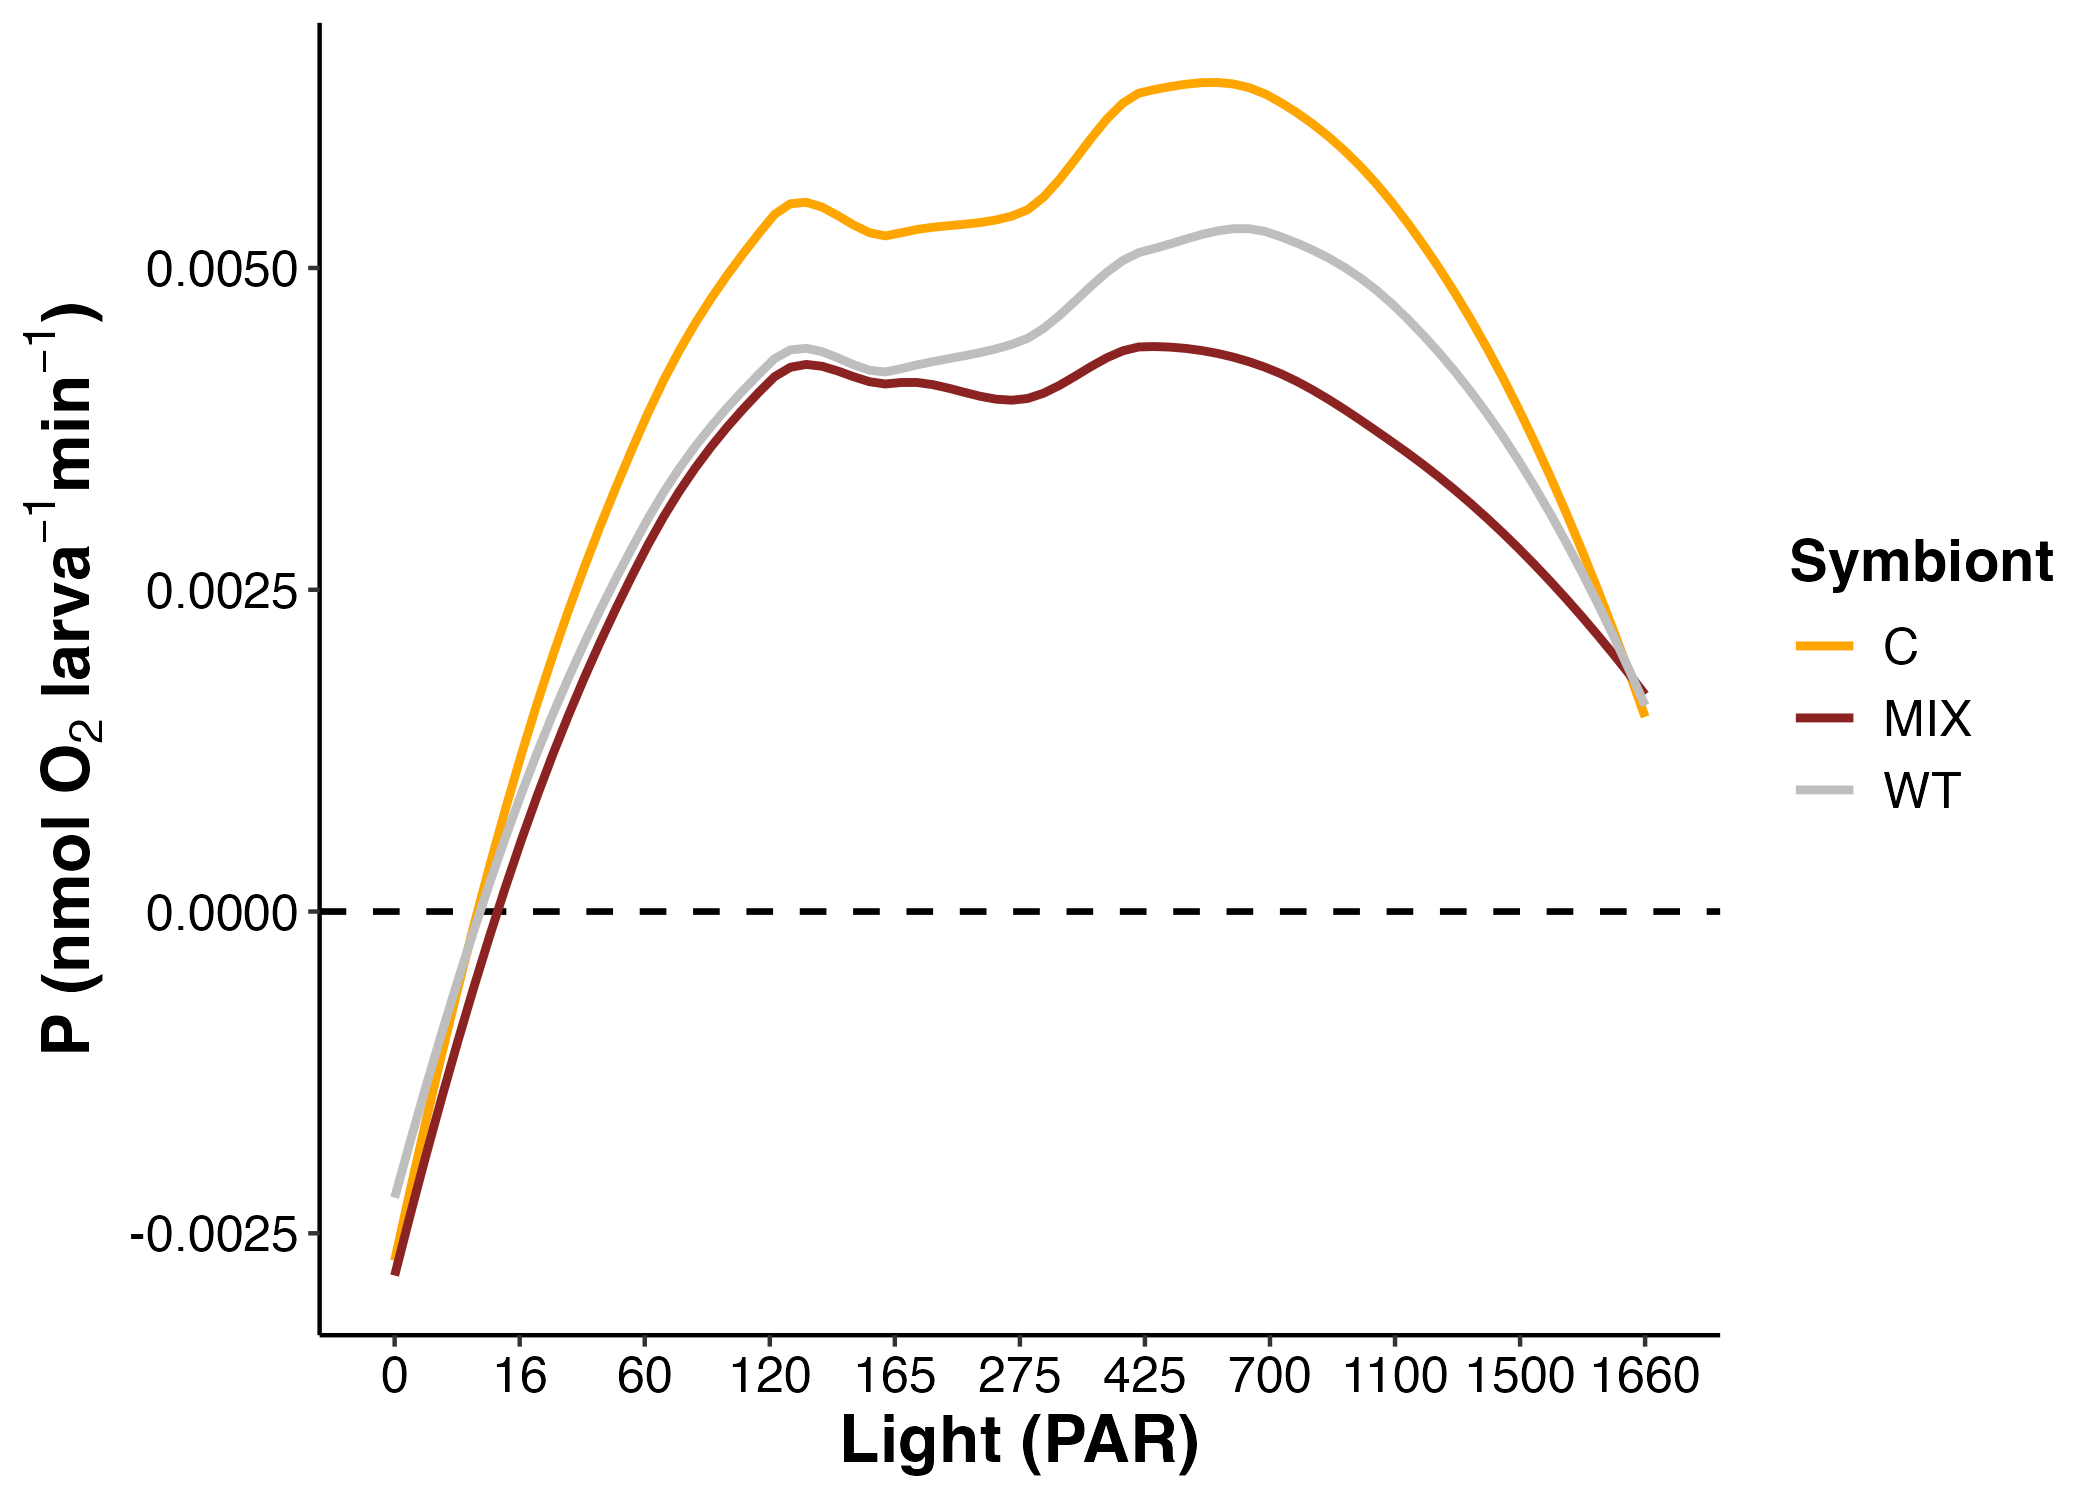 0.0050
0.0025
0.0000
-0.0025
P (nmol O₂ larva⁻¹min⁻¹)
0 16 60 120 165 275 425 700 1100 1500 1660
Light (PAR)
Symbiont
C
MIX
WT